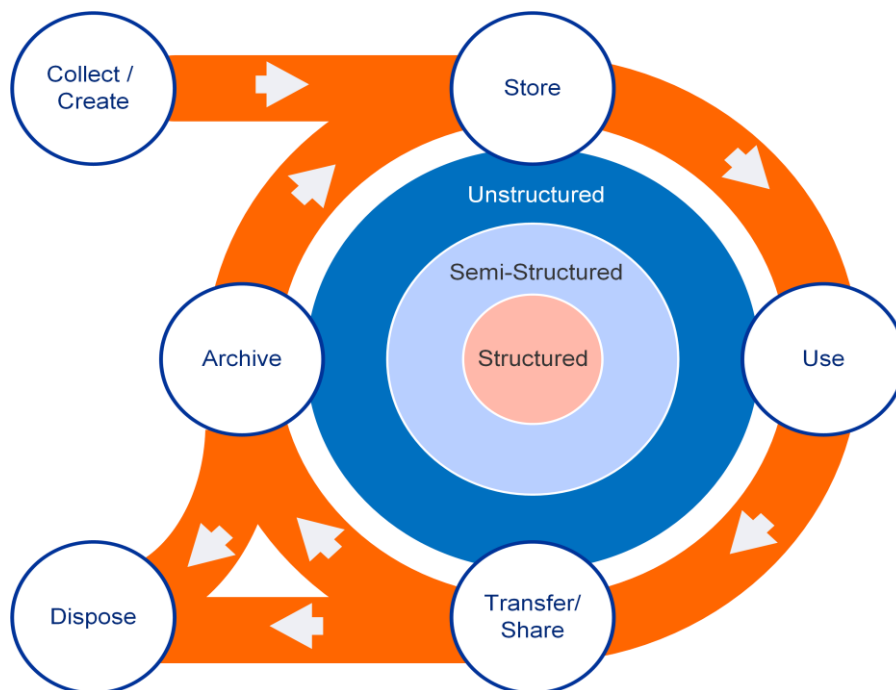 Collect /
Create
Store
Unstructured
Semi-Structured
Structured
Archive
Use
Dispose
Transfer/
Share